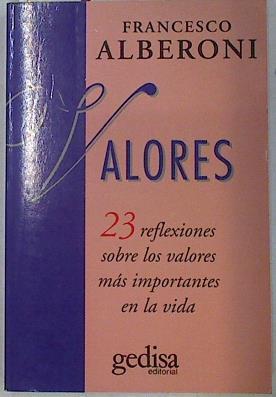 FRANCESCO
ALBERONI
VALORES
23 reflexiones
sobre los valores
más importantes
en la vida
gedisa
editorial